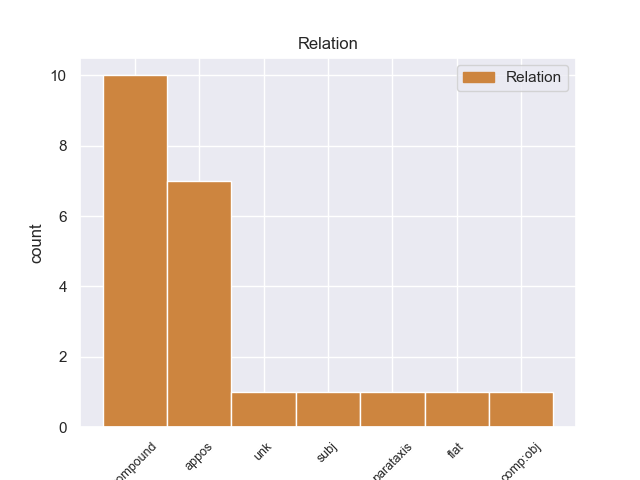 Relation
Relation
10
8
6
4
2
0
count
ompound
appos
unk
subj
parataxis
flat
comp:obj